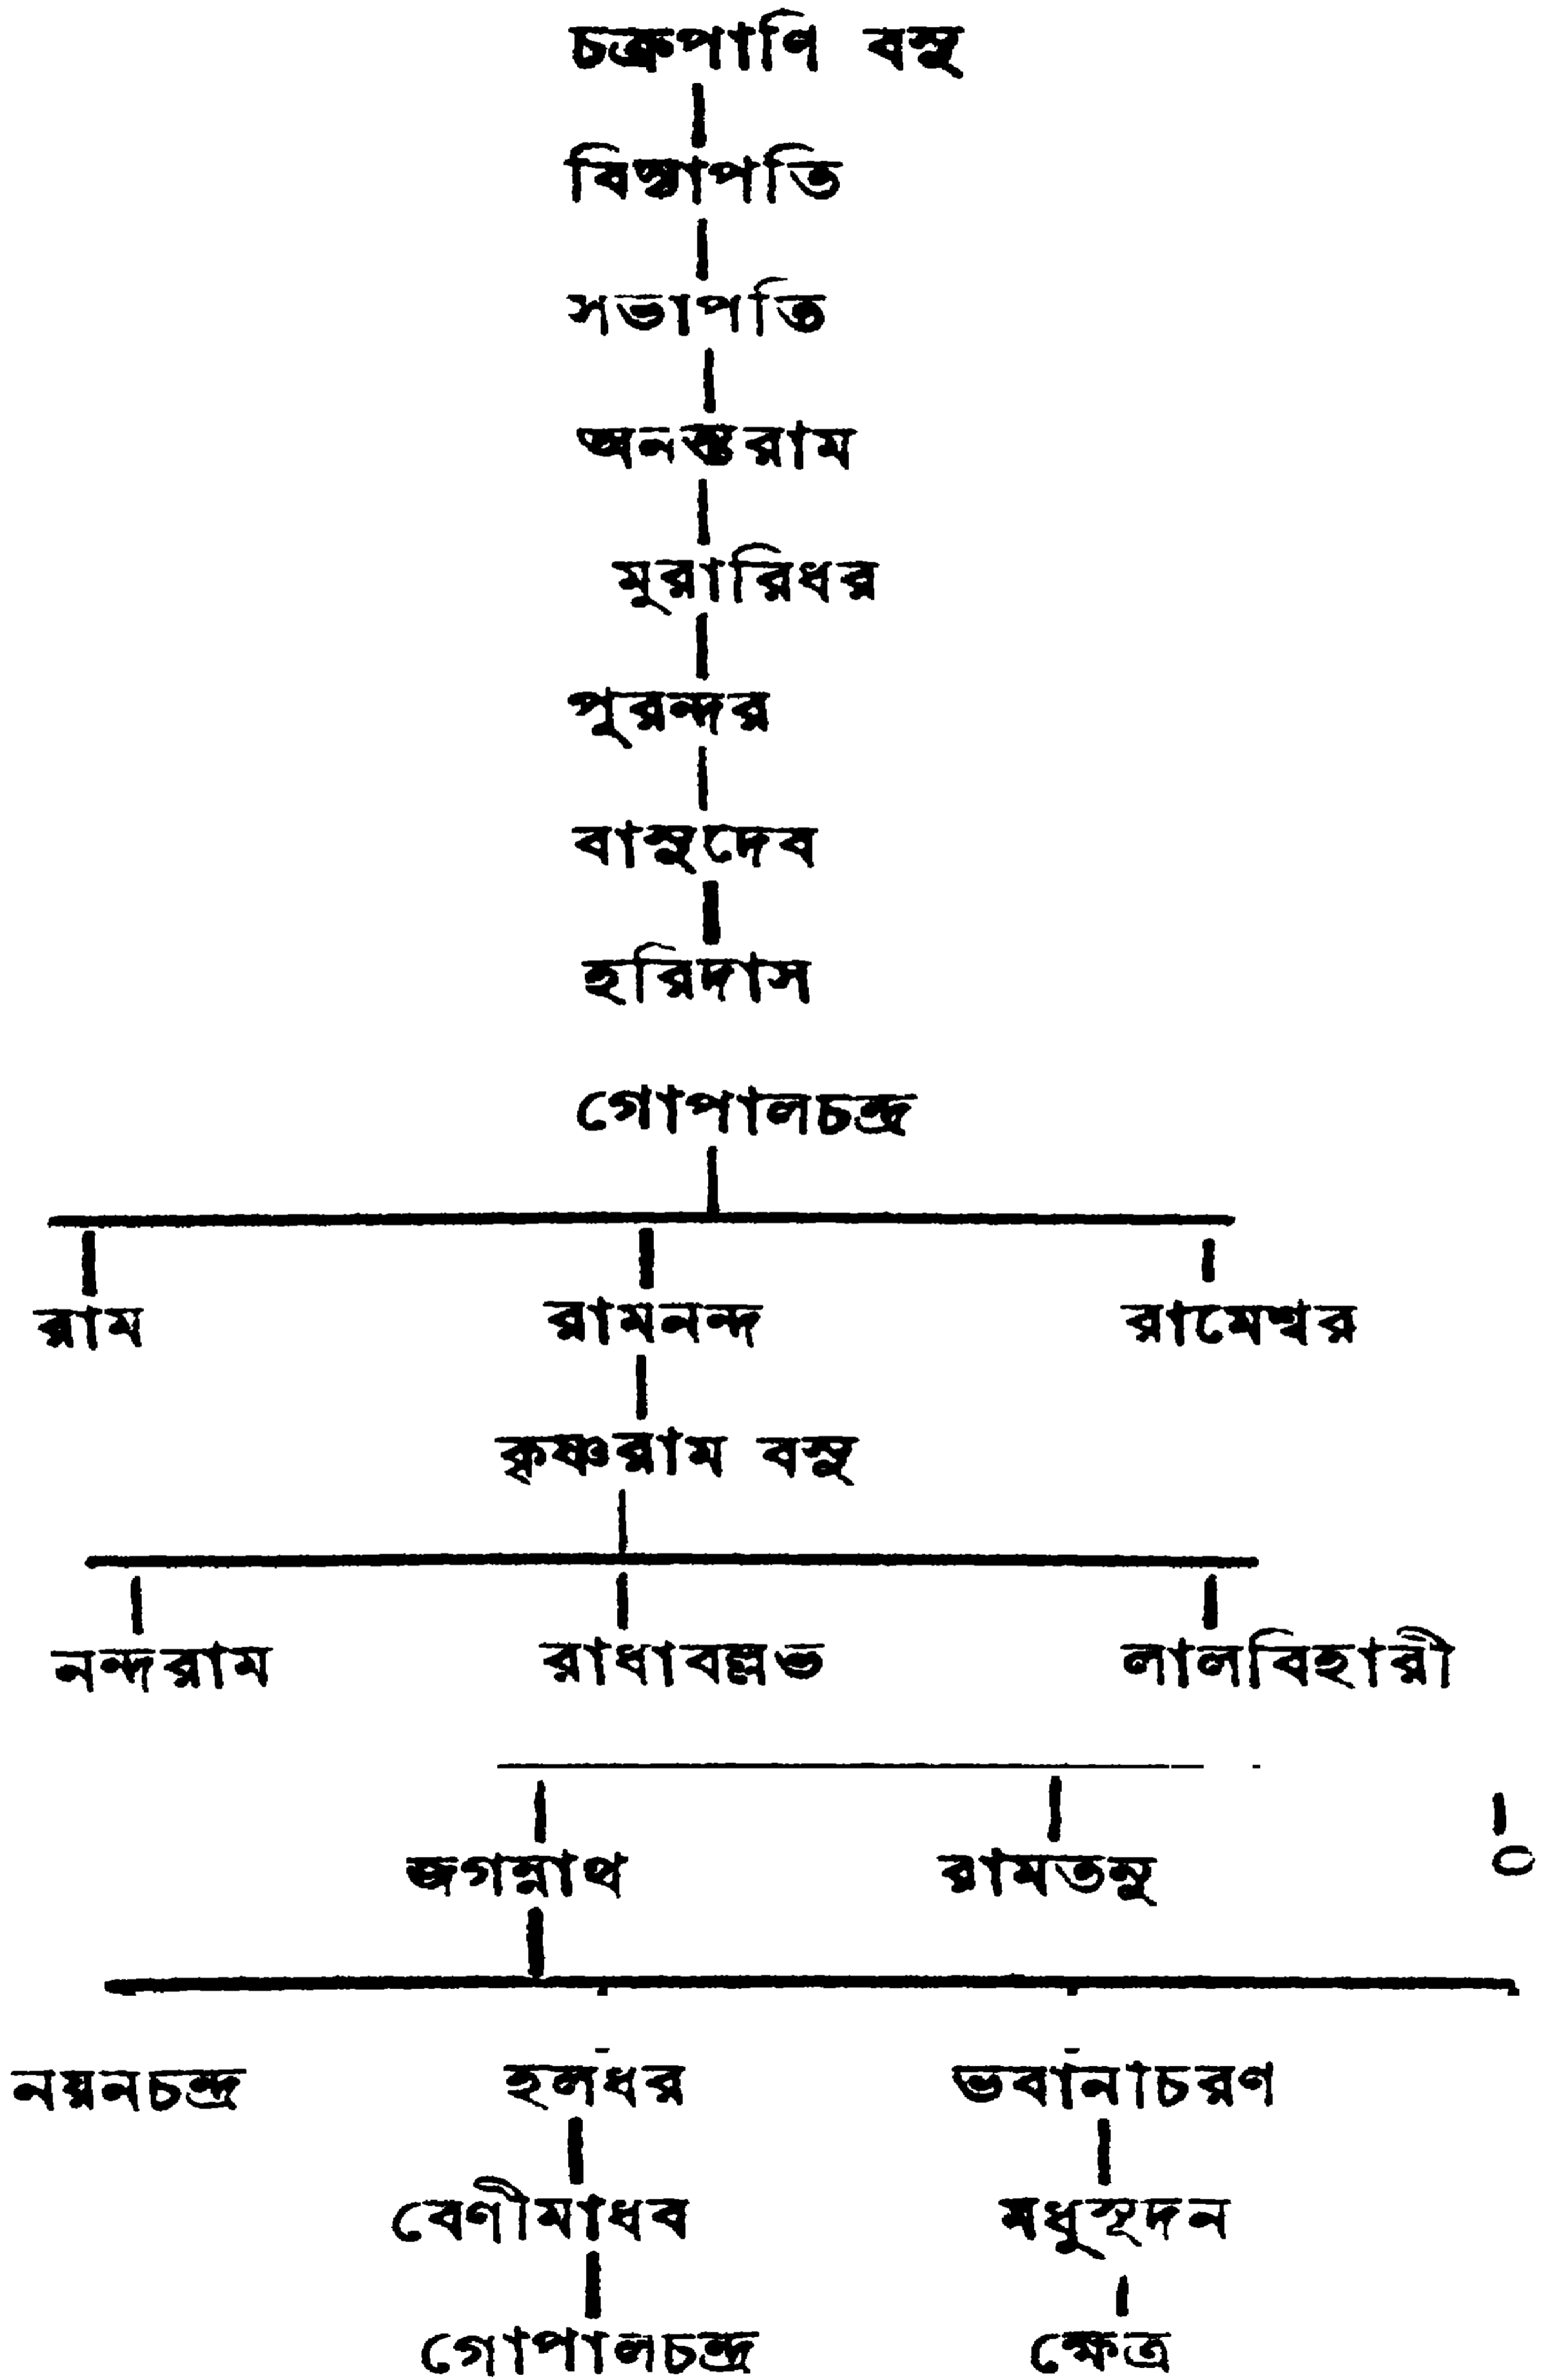 চক্রপাণি বসু
বিদ্যাপতি
সভাপতি
অনন্তরাম
মুরারিধর
পুরন্দর
বাসুদেব
হরিদাস
গোপালচন্দ্র
রাম রামনন্দ রামেশ্বর
কৃষ্ণরাম বসু
নন্দরাম রাধাবল্লভ লালবিহারী
জগন্নাথ রামতনু ০
নয়নচন্দ্র হলধর ভবানাচরণ
বেণীমাধব মধুসূদন
গোপালচন্দ্র ক্ষেত্র